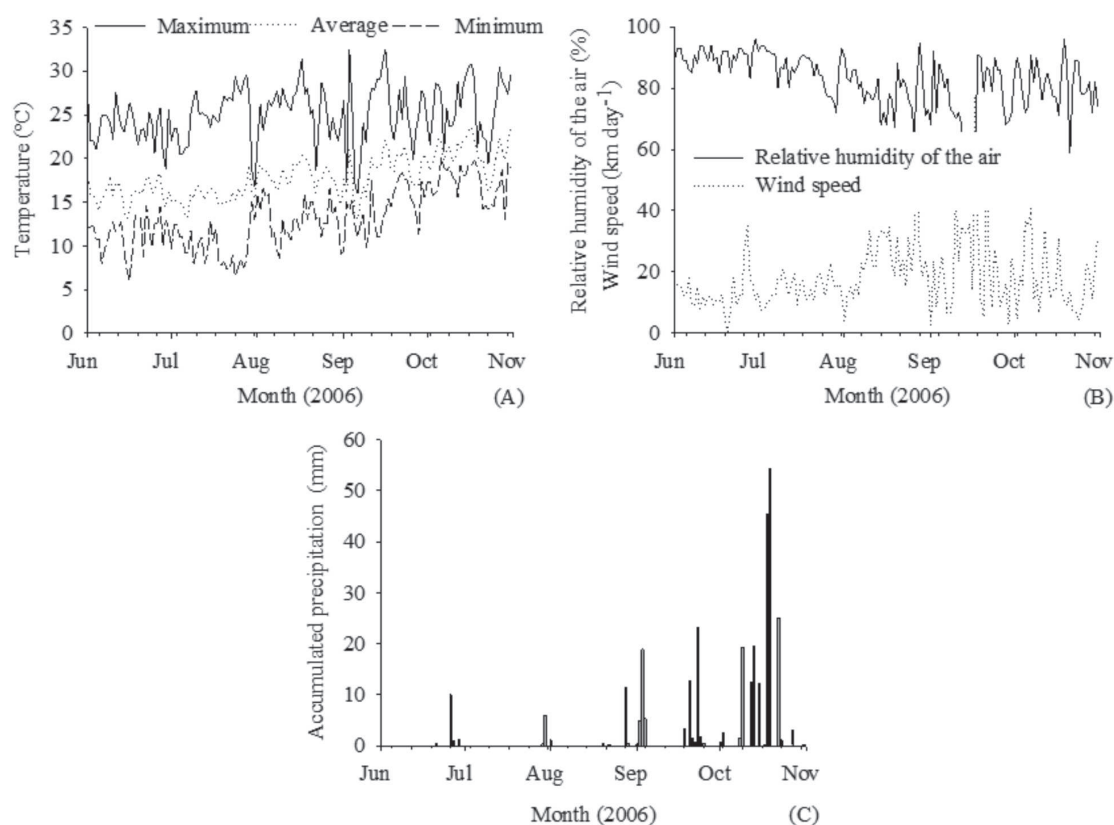 Maximum Average Minimum
35
30
25
20
15
10
5
0
Temperature (ºC)
Jun Jul Aug Sep Oct Nov
Month (2006) (A)
100
80
60
40
20
0
Relative humidity of the air (%)
Wind speed (km day-1)
Relative humidity of the air
Wind speed
Jun Jul Aug Sep Oct Nov
Month (2006) (B)
60
50
40
30
20
10
0
Accumulated precipitation (mm)
Jun Jul Aug Sep Oct Nov
Month (2006) (C)